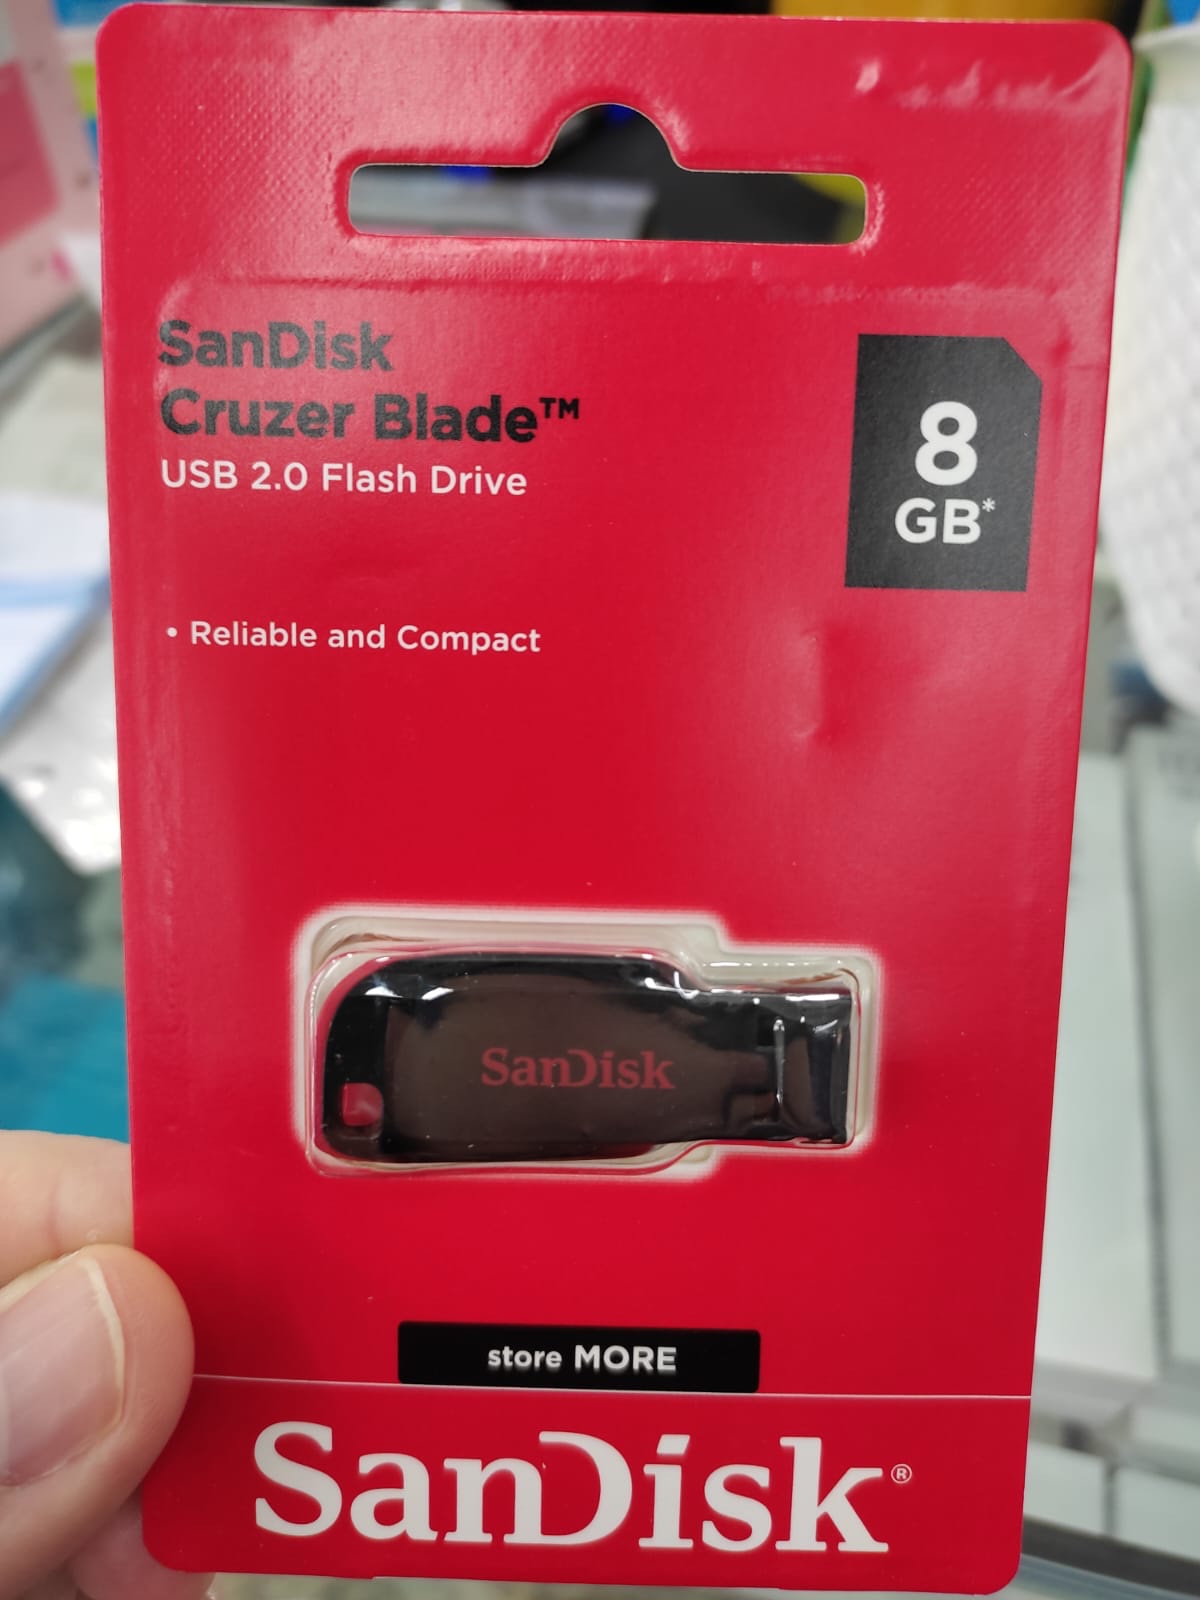 SanDisk
Cruzer Blade™
USB 2.0 Flash Drive
8
GB*
• Reliable and Compact
SanDisk
store MORE
SanDisk®